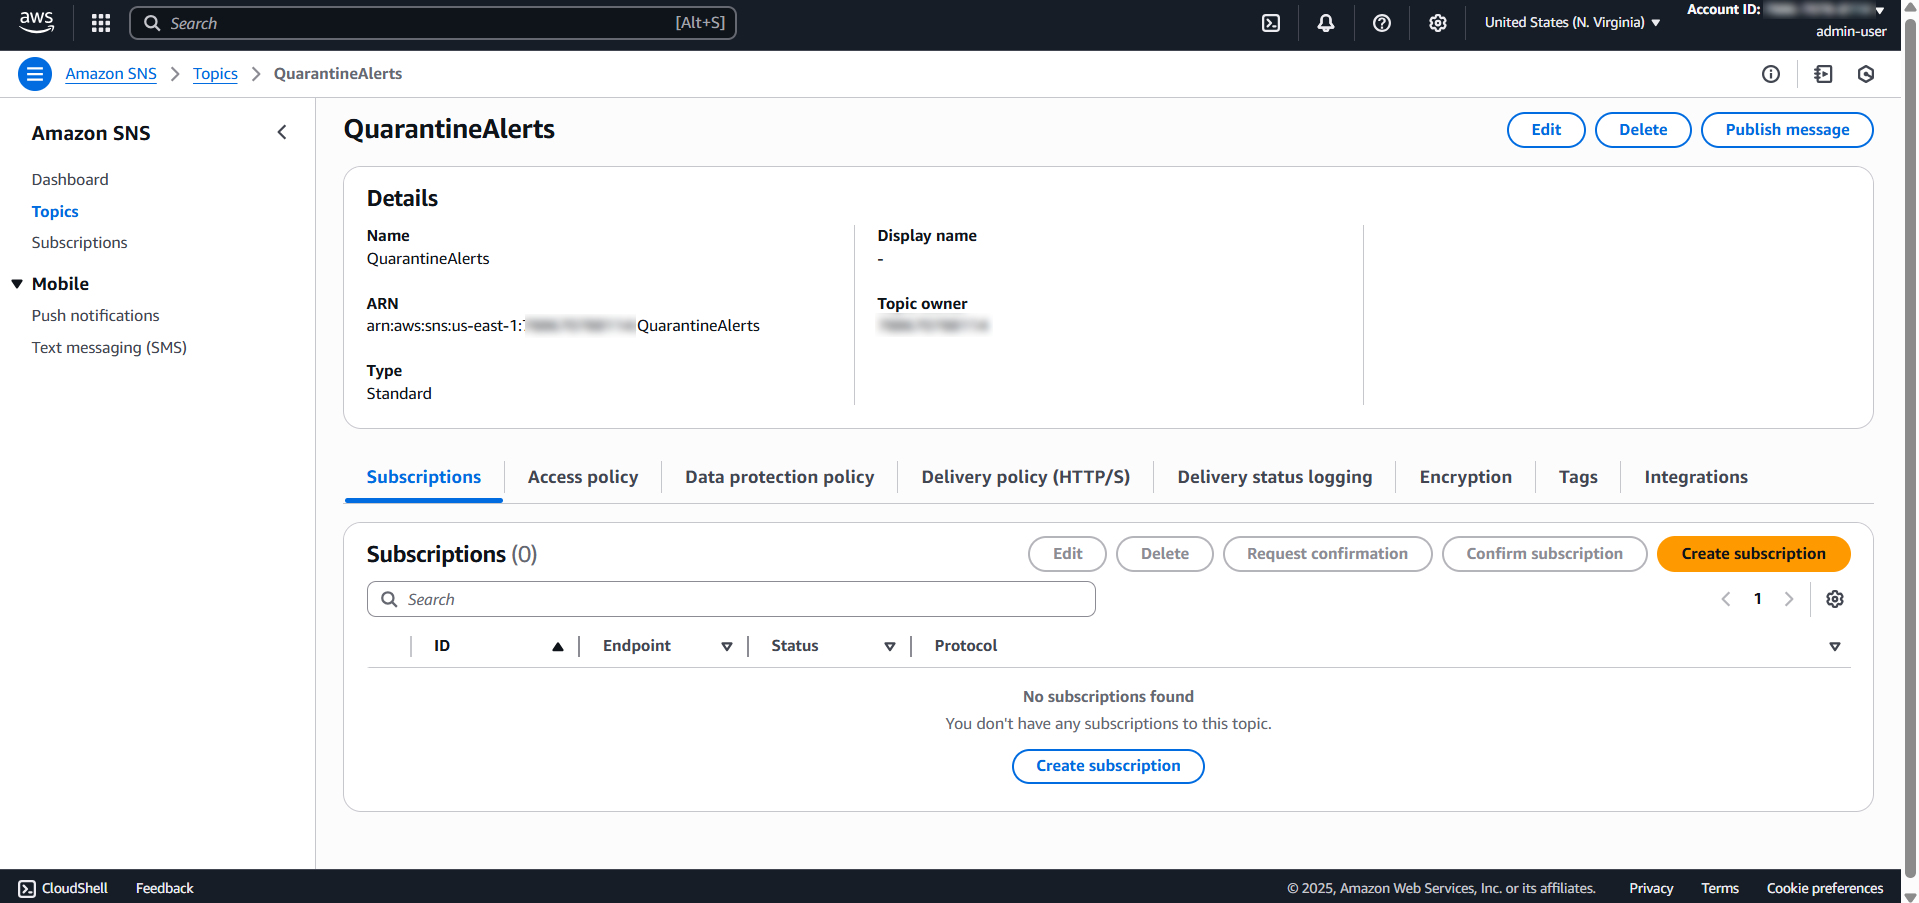 aws
Search [Alt+S]
United States (N. Virginia)
Account ID:
admin-user
Amazon SNS > Topics > QuarantineAlerts
Amazon SNS
Dashboard
Topics
Subscriptions
Mobile
Push notifications
Text messaging (SMS)
QuarantineAlerts
Edit Delete Publish message
Details
Name
QuarantineAlerts
ARN
arn:aws:sns:us-east-1: QuarantineAlerts
Type
Standard
Display name
-
Topic owner
Subscriptions Access policy Data protection policy Delivery policy (HTTP/S) Delivery status logging Encryption Tags Integrations
Subscriptions (0)
Edit Delete Request confirmation Confirm subscription Create subscription
Search
1
ID Endpoint Status Protocol
No subscriptions found
You don't have any subscriptions to this topic.
Create subscription
CloudShell Feedback © 2025, Amazon Web Services, Inc. or its affiliates. Privacy Terms Cookie preferences